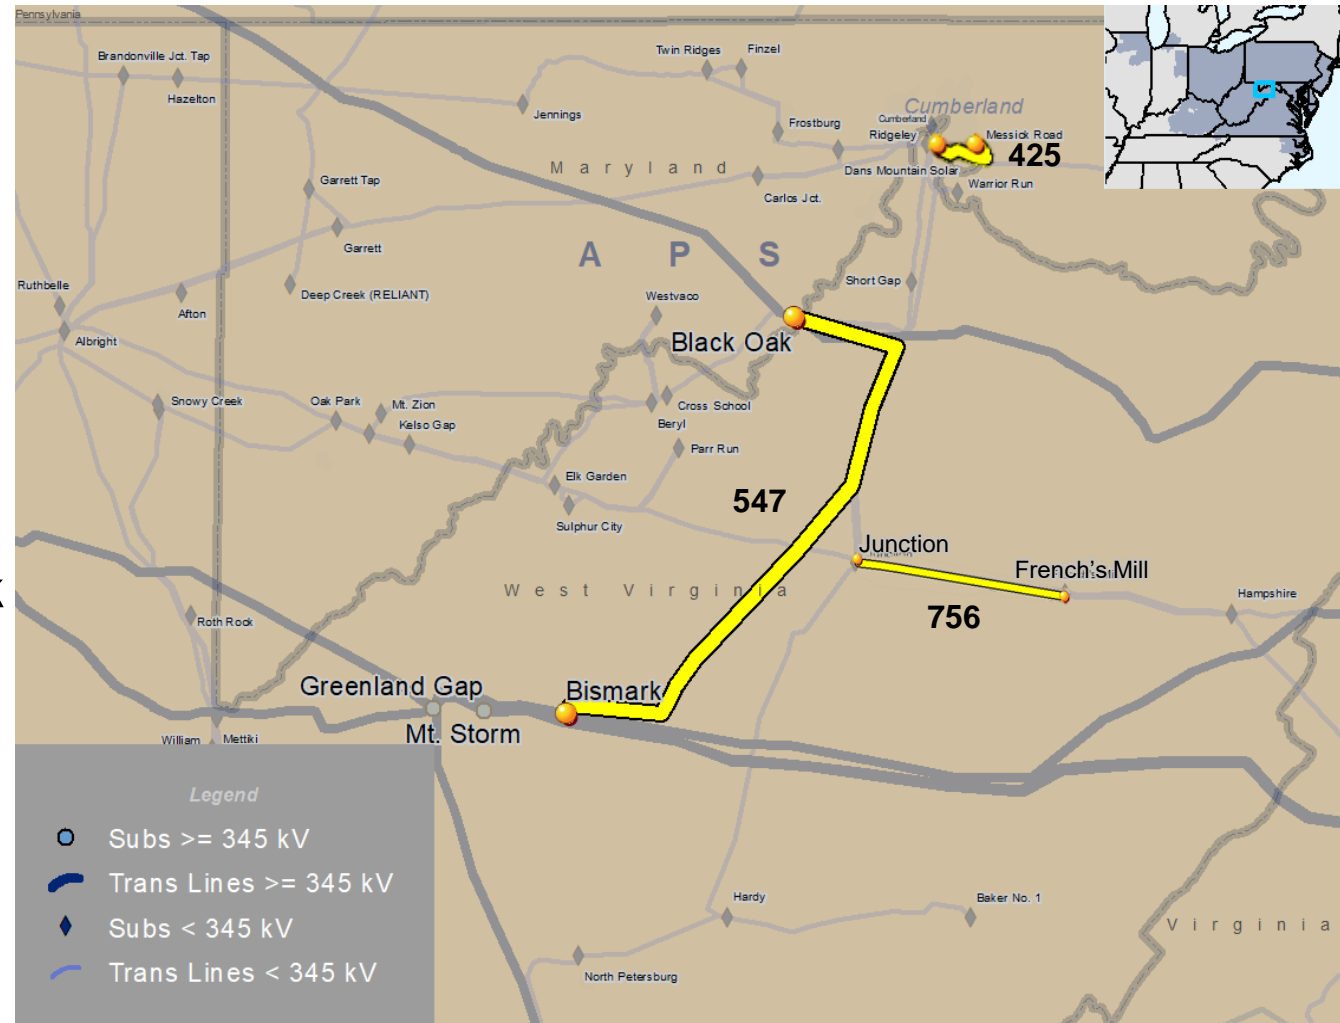 Pennsylvania
Brandonville Jct. Tap
Hazelton
Twin Ridges
Finzel
Jennings
Cumberland
Cumberland
Frostburg
Ridgeley
Messick Road
425
Maryland
Dans Mountain Solar
Warrior Run
Garrett Tap
Carlos Jct.
Garrett
APS
Ruthbelle
Deep Creek (RELIANT)
Short Gap
Afton
Westvaco
Albright
Black Oak
Snowy Creek
Oak Park
Mt. Zion
Cross School
Kelso Gap
Beryl
Parr Run
Elk Garden
547
Sulphur City
Junction
French's Mill
West Virginia
Hampshire
756
Roth Rock
Greenland Gap
Bismark
William
Mettiki
Mt. Storm
Legend
Subs >= 345 kV
Trans Lines >= 345 kV
Subs < 345 kV
Trans Lines < 345 kV
Hardy
Baker No. 1
Virginia
North Petersburg